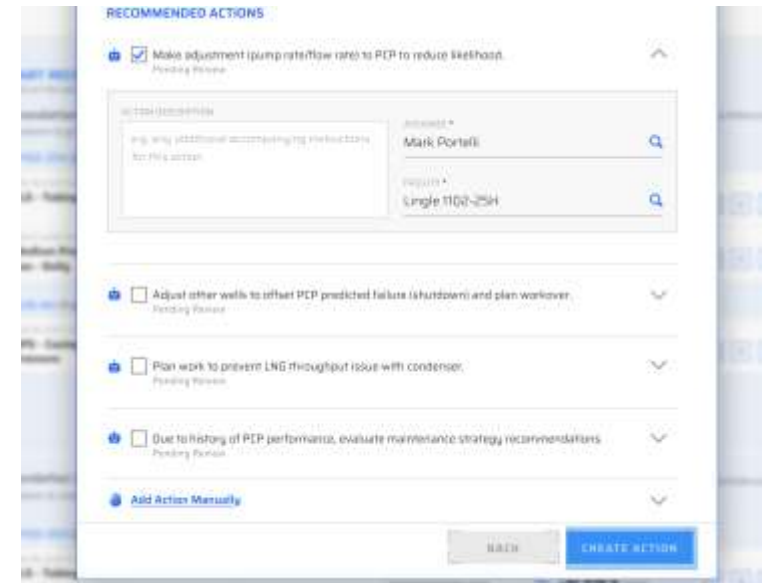 RECOMMENDED ACTIONS
Make adjustment (pump rate/flow rate) to PCP to reduce likelihood.
Pending Review
ACTION DESCRIPTION
any additional accompanying instructions
for this action
ASSIGNEE *
Mark Portelli
FACILITY *
Lingle 1102-25H
Adjust other wells to offset PCP predicted failure (shutdown) and plan workover.
Pending Review
Plan work to prevent LNG throughput issue with condenser.
Pending Review
Due to history of PCP performance, evaluate maintenance strategy recommendations
Pending Review
Add Action Manually
BACK
CREATE ACTION